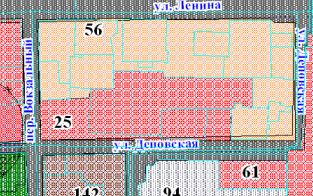 ул. Ленина
56
пер. Вокзальный
ул. Деповская
25
ул. Деповская
61
142
94